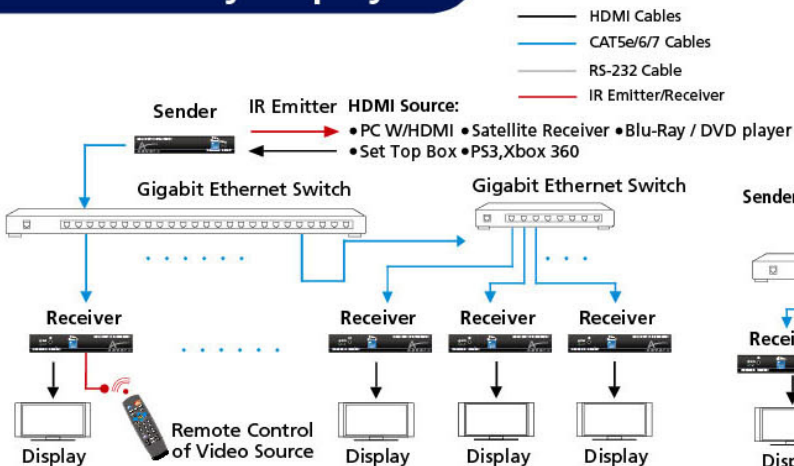 HDMI Cables
CAT5e/6/7 Cables
RS-232 Cable
IR Emitter/Receiver
Sender
IR Emitter
HDMI Source:
•PC W/HDMI •Satellite Receiver •Blu-Ray / DVD player
•Set Top Box •PS3,Xbox 360
Gigabit Ethernet Switch
Gigabit Ethernet Switch
Sender
Receiver
Receiver
Receiver
Receiver
Remote Control
of Video Source
Display
Display
Display
Display